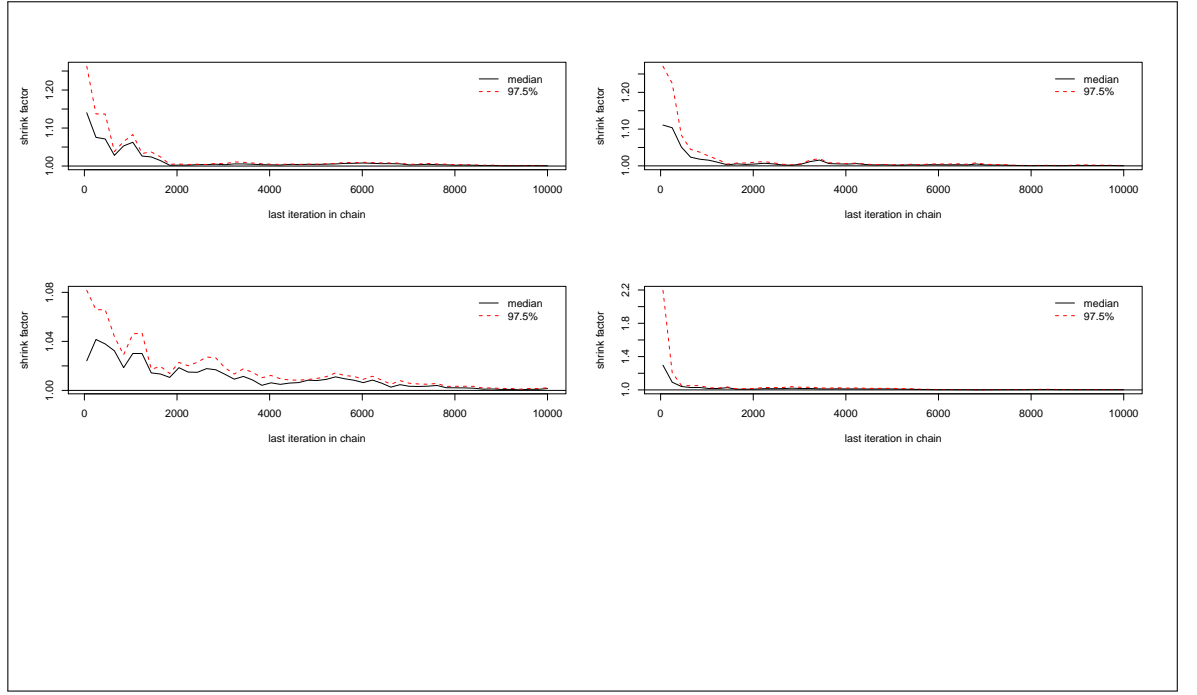 median
97.5%
shrink factor
1.00 1.10 1.20
0 2000 4000 6000 8000 10000
last iteration in chain
median
97.5%
shrink factor
1.00 1.10 1.20
0 2000 4000 6000 8000 10000
last iteration in chain
median
97.5%
shrink factor
1.00 1.04 1.08
0 2000 4000 6000 8000 10000
last iteration in chain
median
97.5%
shrink factor
1.0 1.4 1.8 2.2
0 2000 4000 6000 8000 10000
last iteration in chain